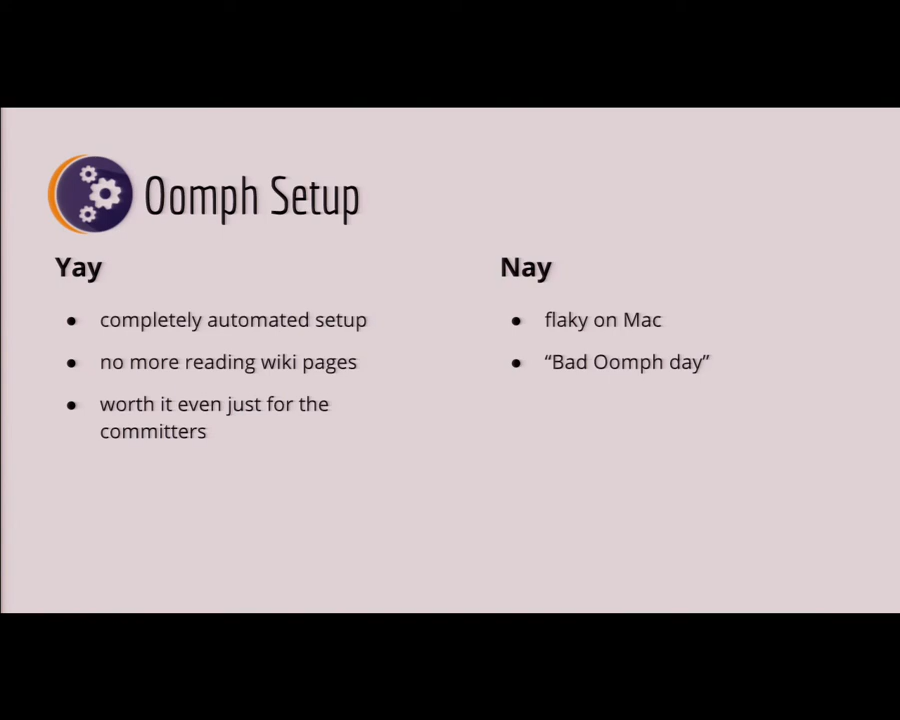 Oomph Setup
Yay
● completely automated setup
● no more reading wiki pages
● worth it even just for the
committers
Nay
● flaky on Mac
● “Bad Oomph day”